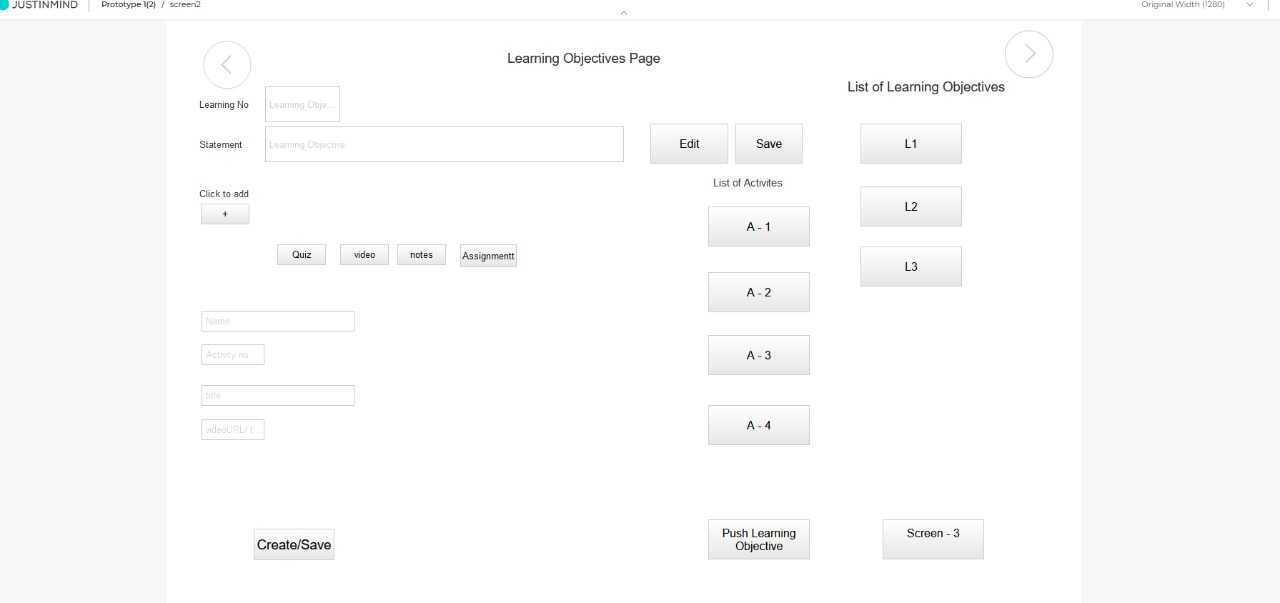 JUSTINMIND
Prototype 1(2) / screen2
Original Width (1280)
Learning Objectives Page
List of Learning Objectives
Learning No
Learning Obje...
Statement
Learning Objective
Edit
Save
L1
List of Activites
Click to add
+
A - 1
L2
Quiz
video
notes
Assignmentt
L3
A - 2
Name
Activity no
A - 3
title
videoURL/ t...
A - 4
Create/Save
Push Learning
Objective
Screen - 3